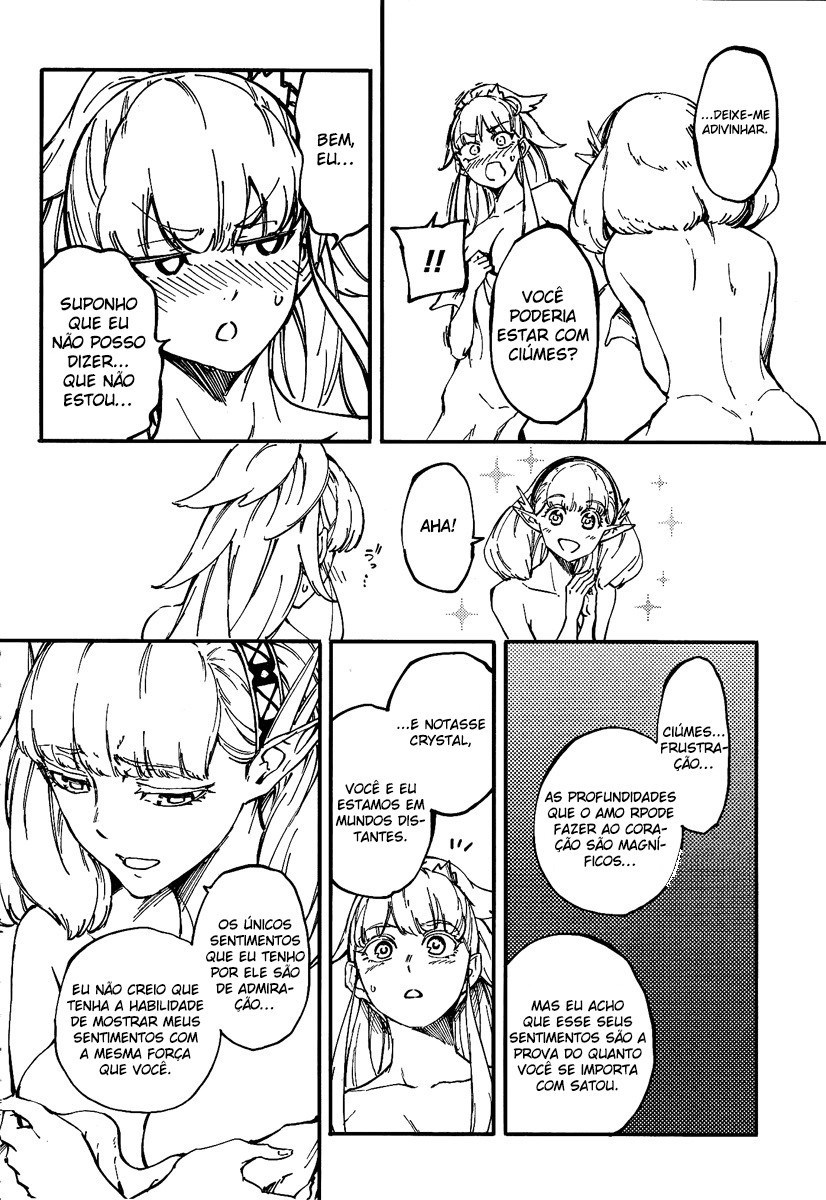 ...DEIXE-ME
ADIVINHAR.
VOCÊ
PODERIA
ESTAR COM
CIÚMES?
!!
BEM,
EU...
SUPONHO
QUE EU
NÃO POSSO
DIZER...
QUE NÃO
ESTOU...
AHA!
CIÚMES...
FRUSTRA-
ÇÃO...
AS PROFUNDIDADES
QUE O AMO RPODE
FAZER AO CORA-
ÇÃO SÃO MAGNÍ-
FICOS...
MAS EU ACHO
QUE ESSE SEUS
SENTIMENTOS SÃO A
PROVA DO QUANTO
VOCÊ SE IMPORTA
COM SATOU.
...E NOTASSE
CRYSTAL,
VOCÊ E EU
ESTAMOS EM
MUNDOS DIS-
TANTES.
OS ÚNICOS
SENTIMENTOS
QUE EU TENHO
POR ELE SÃO
DE ADMIRA-
ÇÃO...
EU NÃO CREIO QUE
TENHA A HABILIDADE
DE MOSTRAR MEUS
SENTIMENTOS COM
A MESMA FORÇA
QUE VOCÊ.